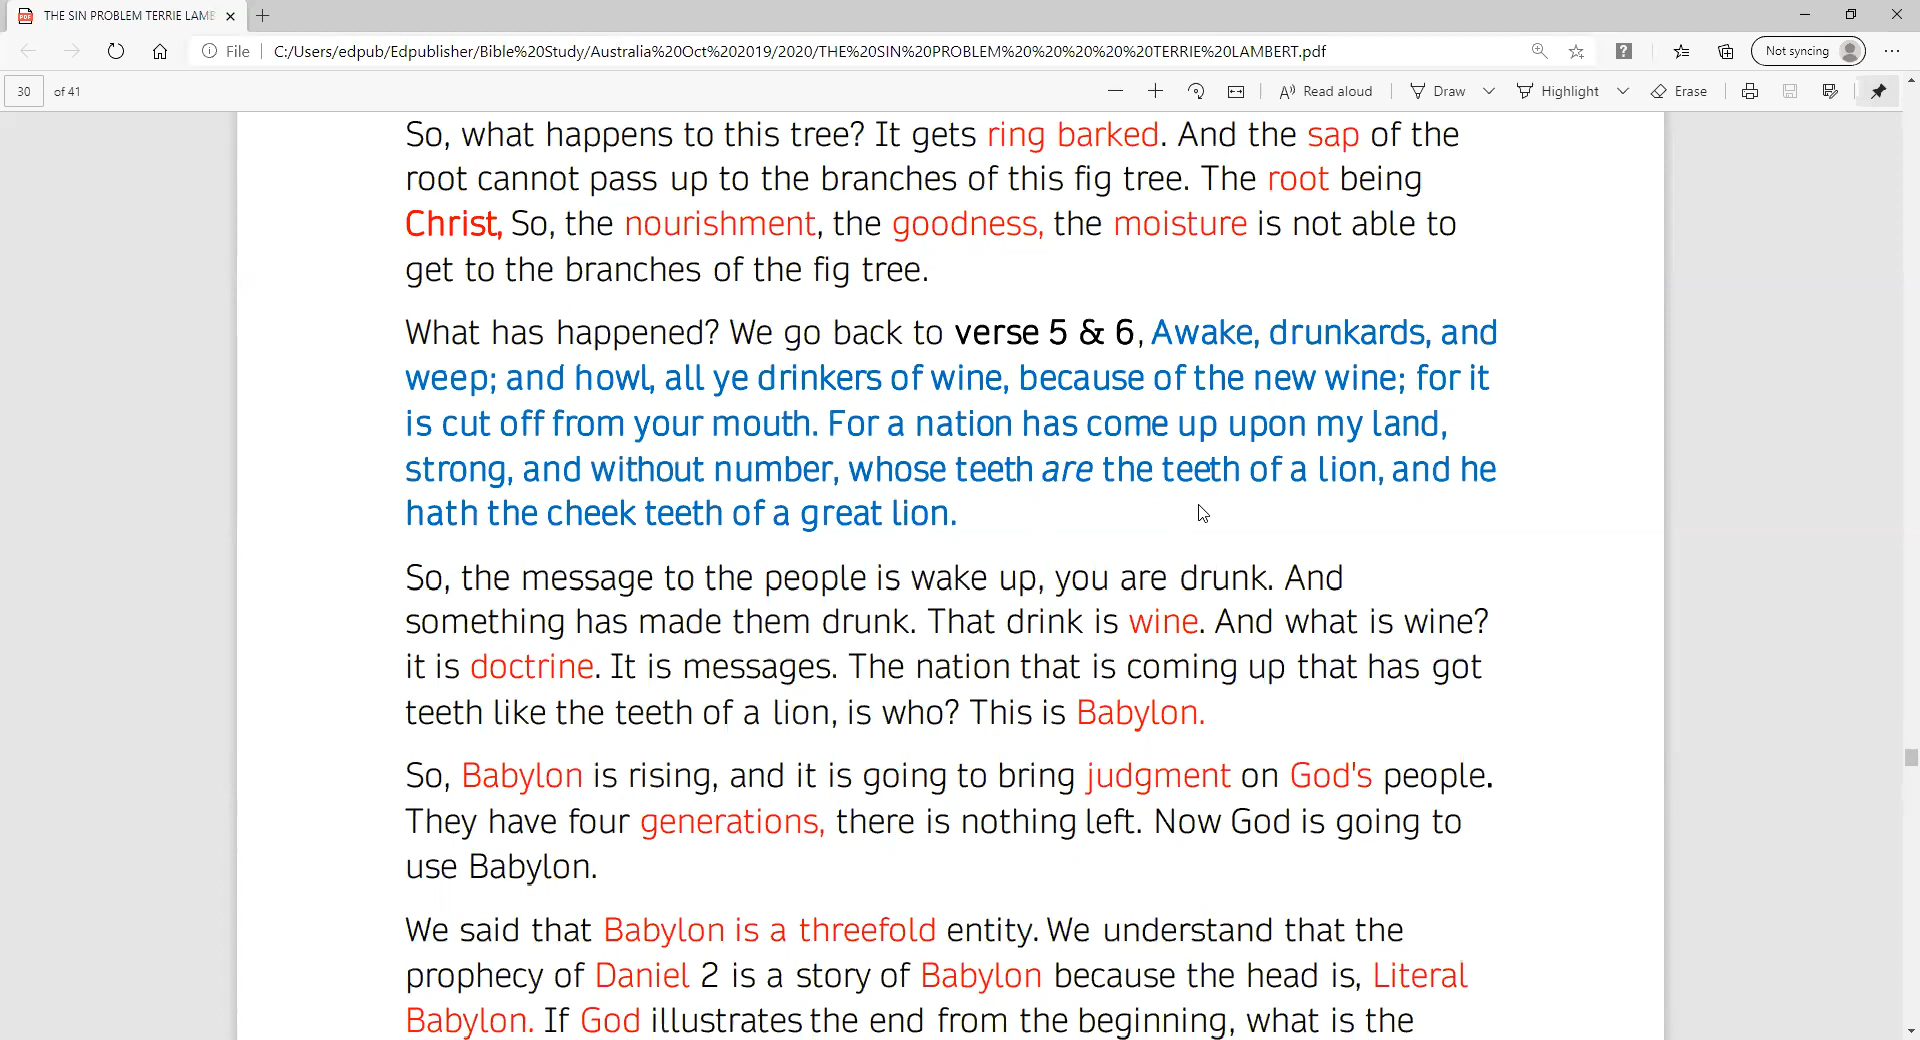 THE SIN PROBLEM TERRIE LAMB
File
C:/Users/edpub/Edpublisher/Bible%20Study/Australia%20Oct%202019/2020/THE%20SIN%20PROBLEM%20%20%20%20%20TERRIE%20LAMBERT.pdf
Not syncing
30 of 41
Read aloud
Draw
Highlight
Erase
So, what happens to this tree? It gets ring barked. And the sap of the
root cannot pass up to the branches of this fig tree. The root being
Christ, So, the nourishment, the goodness, the moisture is not able to
get to the branches of the fig tree.
What has happened? We go back to verse 5 & 6, Awake, drunkards, and
weep; and howl, all ye drinkers of wine, because of the new wine; for it
is cut off from your mouth. For a nation has come up upon my land,
strong, and without number, whose teeth are the teeth of a lion, and he
hath the cheek teeth of a great lion.
So, the message to the people is wake up, you are drunk. And
something has made them drunk. That drink is wine. And what is wine?
it is doctrine. It is messages. The nation that is coming up that has got
teeth like the teeth of a lion, is who? This is Babylon.
So, Babylon is rising, and it is going to bring judgment on God's people.
They have four generations, there is nothing left. Now God is going to
use Babylon.
We said that Babylon is a threefold entity. We understand that the
prophecy of Daniel 2 is a story of Babylon because the head is, Literal
Babylon. If God illustrates the end from the beginning, what is the